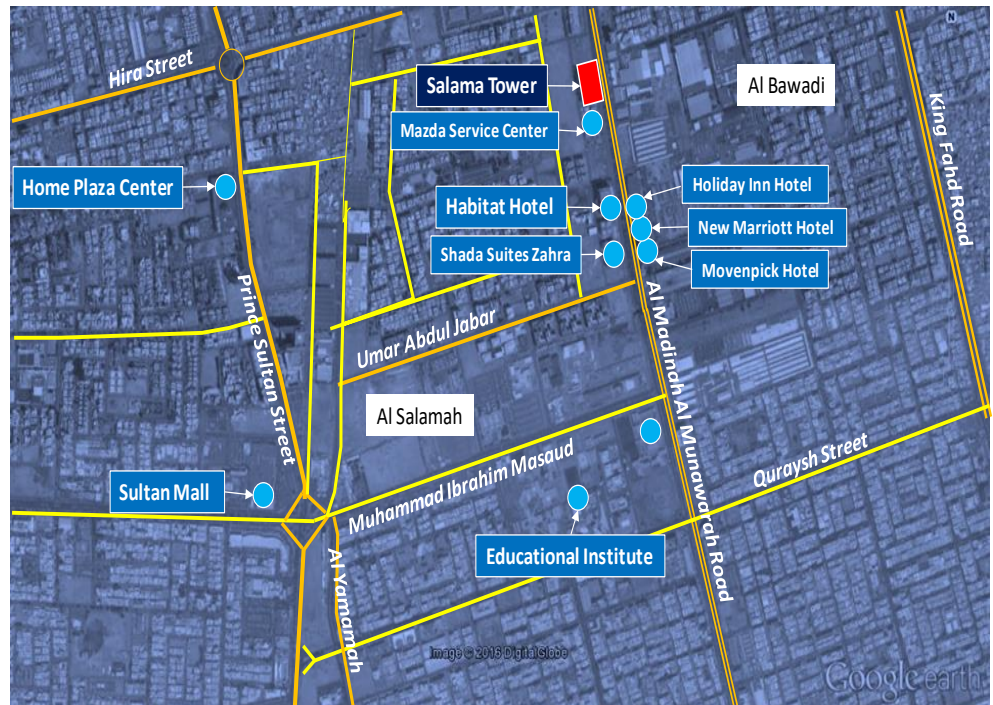 N
Hira Street
Salama Tower
Al Bawadi
Mazda Service Center
King Fahd Road
Home Plaza Center
Habitat Hotel
Holiday Inn Hotel
New Marriott Hotel
Shada Suites Zahra
Movenpick Hotel
Prince Sultan Street
Umar Abdul Jabar
Al Madinah Al Munawarah Road
Al Salamah
Muhammad Ibrahim Masaud
Quraysh Street
Sultan Mall
Educational Institute
Al Yamamah
Image © 2016 DigitalGlobe
Google earth